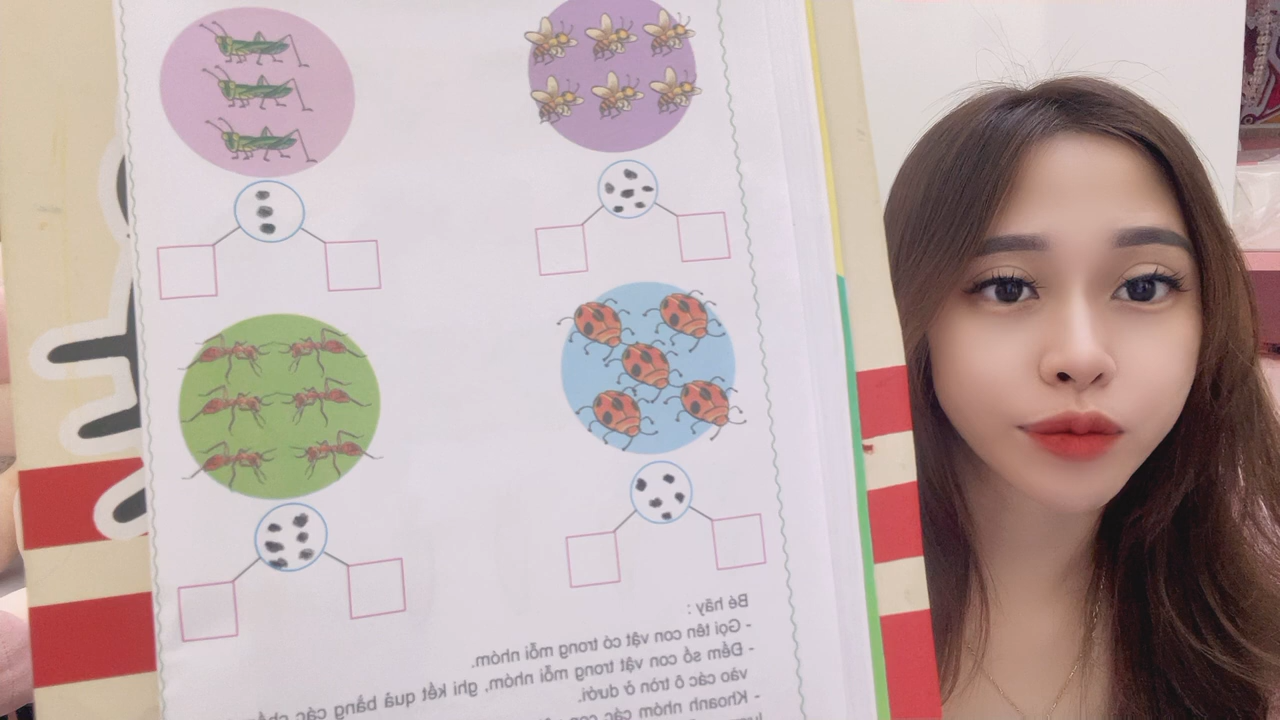 Bé hãy :
- Gọi tên con vật có trong mỗi nhóm.
- Đếm số con vật trong mỗi nhóm, ghi kết quả bằng các
vào các ô tròn ở dưới.
- Khoanh nhóm các con